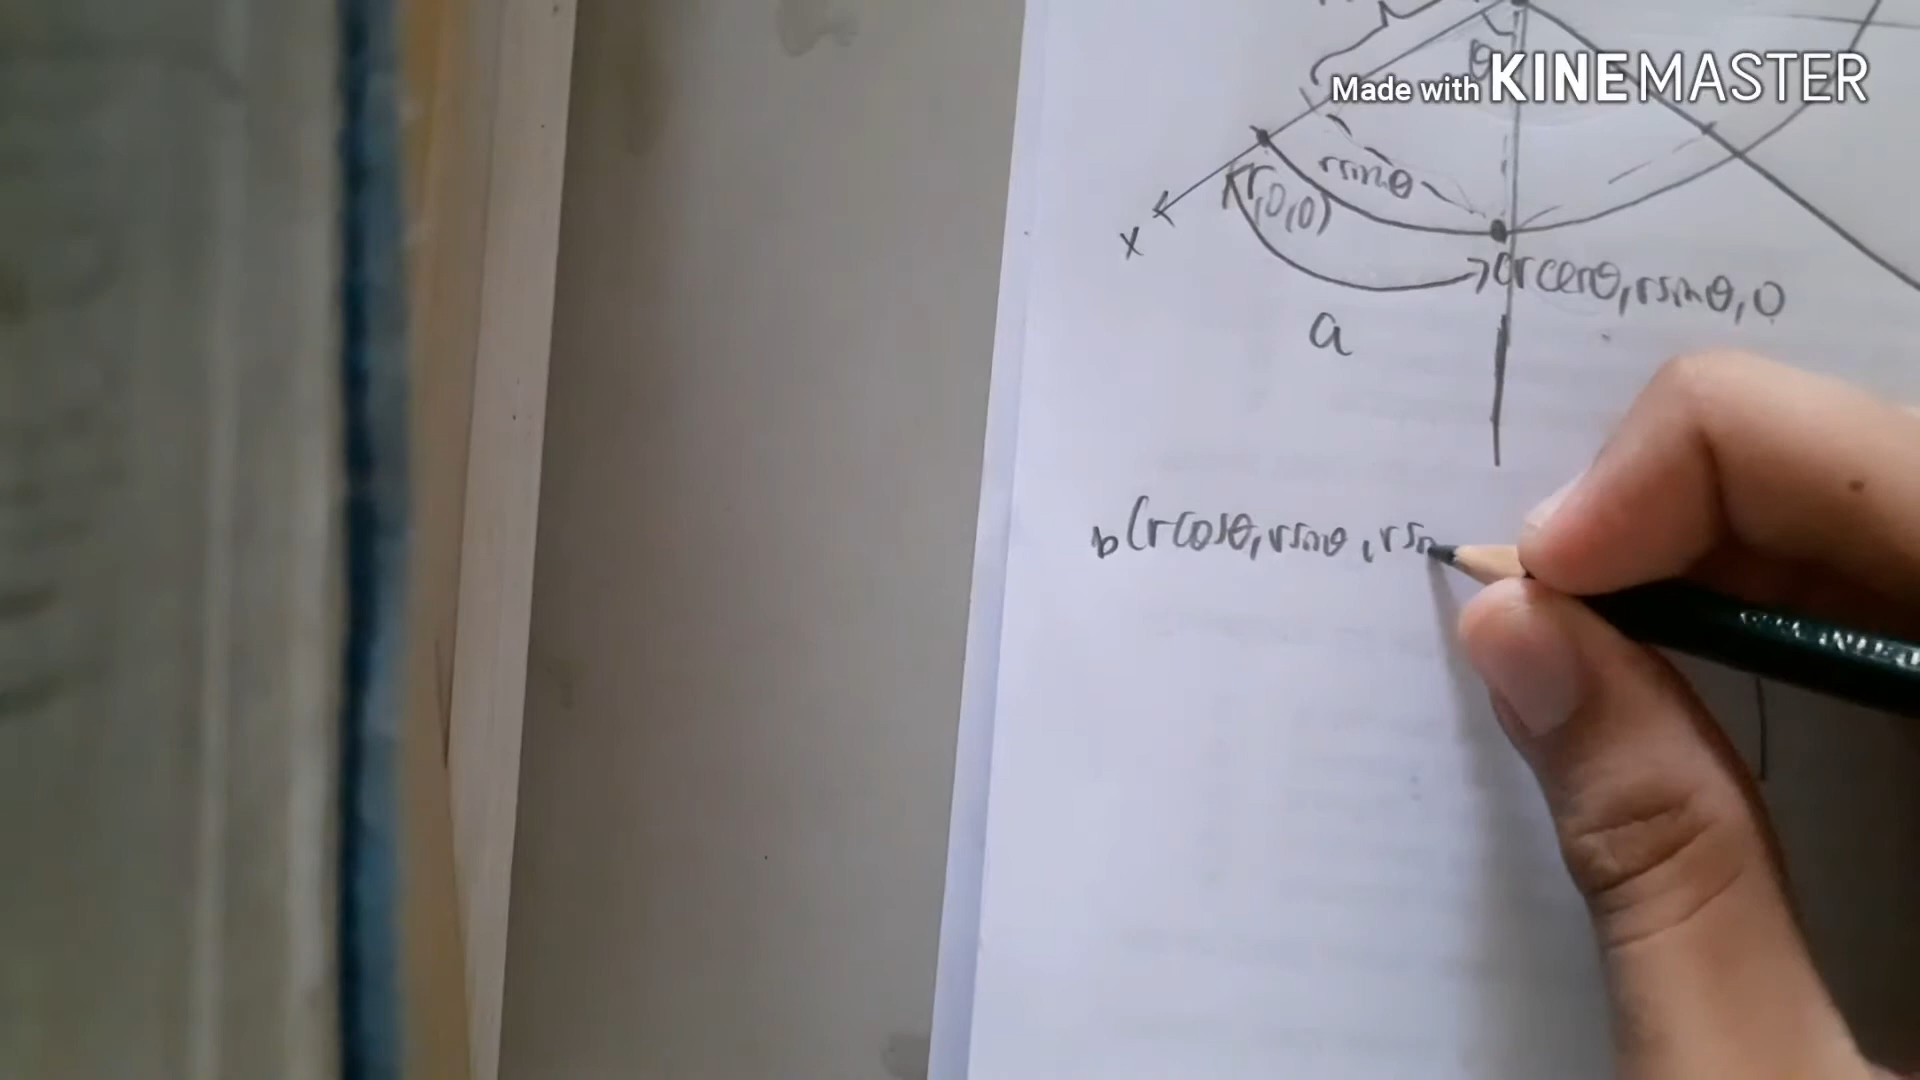 θ
Made with KINEMASTER
rsinθ
(r,0,0)
x
(rcosθ,rsinθ,0
a
b(rcosθ,rsinθ,rsin